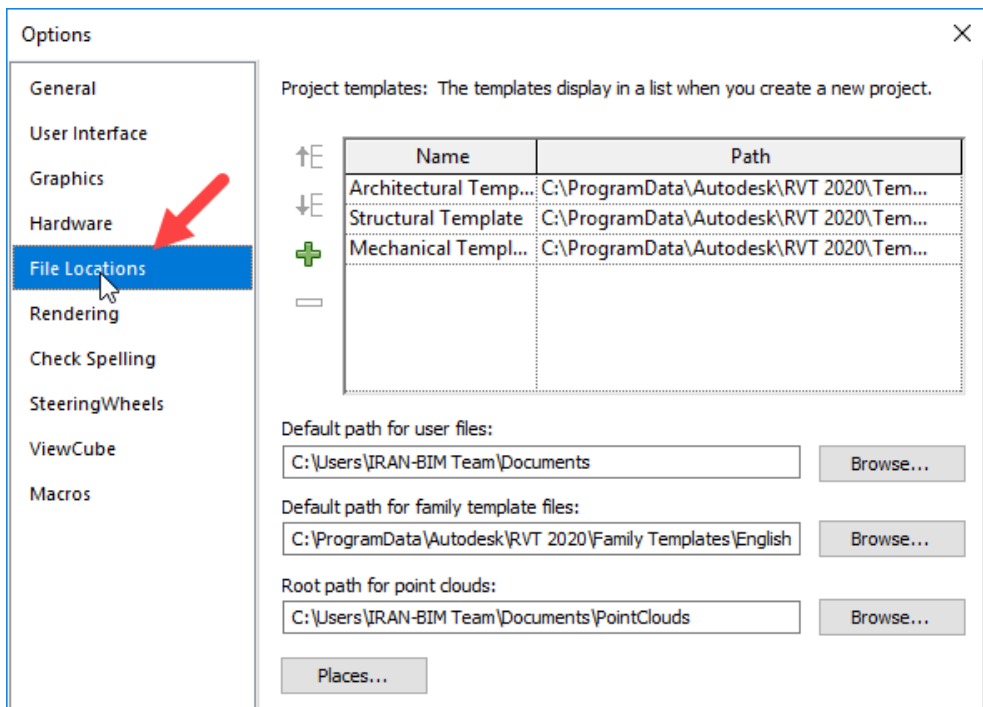 Options
General
User Interface
Graphics
Hardware
File Locations
Rendering
Check Spelling
SteeringWheels
ViewCube
Macros
Project templates: The templates display in a list when you create a new project.
Name Path
Architectural Temp... C:\ProgramData\Autodesk\RVT 2020\Tem...
Structural Template C:\ProgramData\Autodesk\RVT 2020\Tem...
Mechanical Templ... C:\ProgramData\Autodesk\RVT 2020\Tem...
Default path for user files:
C:\Users\IRAN-BIM Team\Documents Browse...
Default path for family template files:
C:\ProgramData\Autodesk\RVT 2020\Family Templates\English Browse...
Root path for point clouds:
C:\Users\IRAN-BIM Team\Documents\PointClouds Browse...
Places...